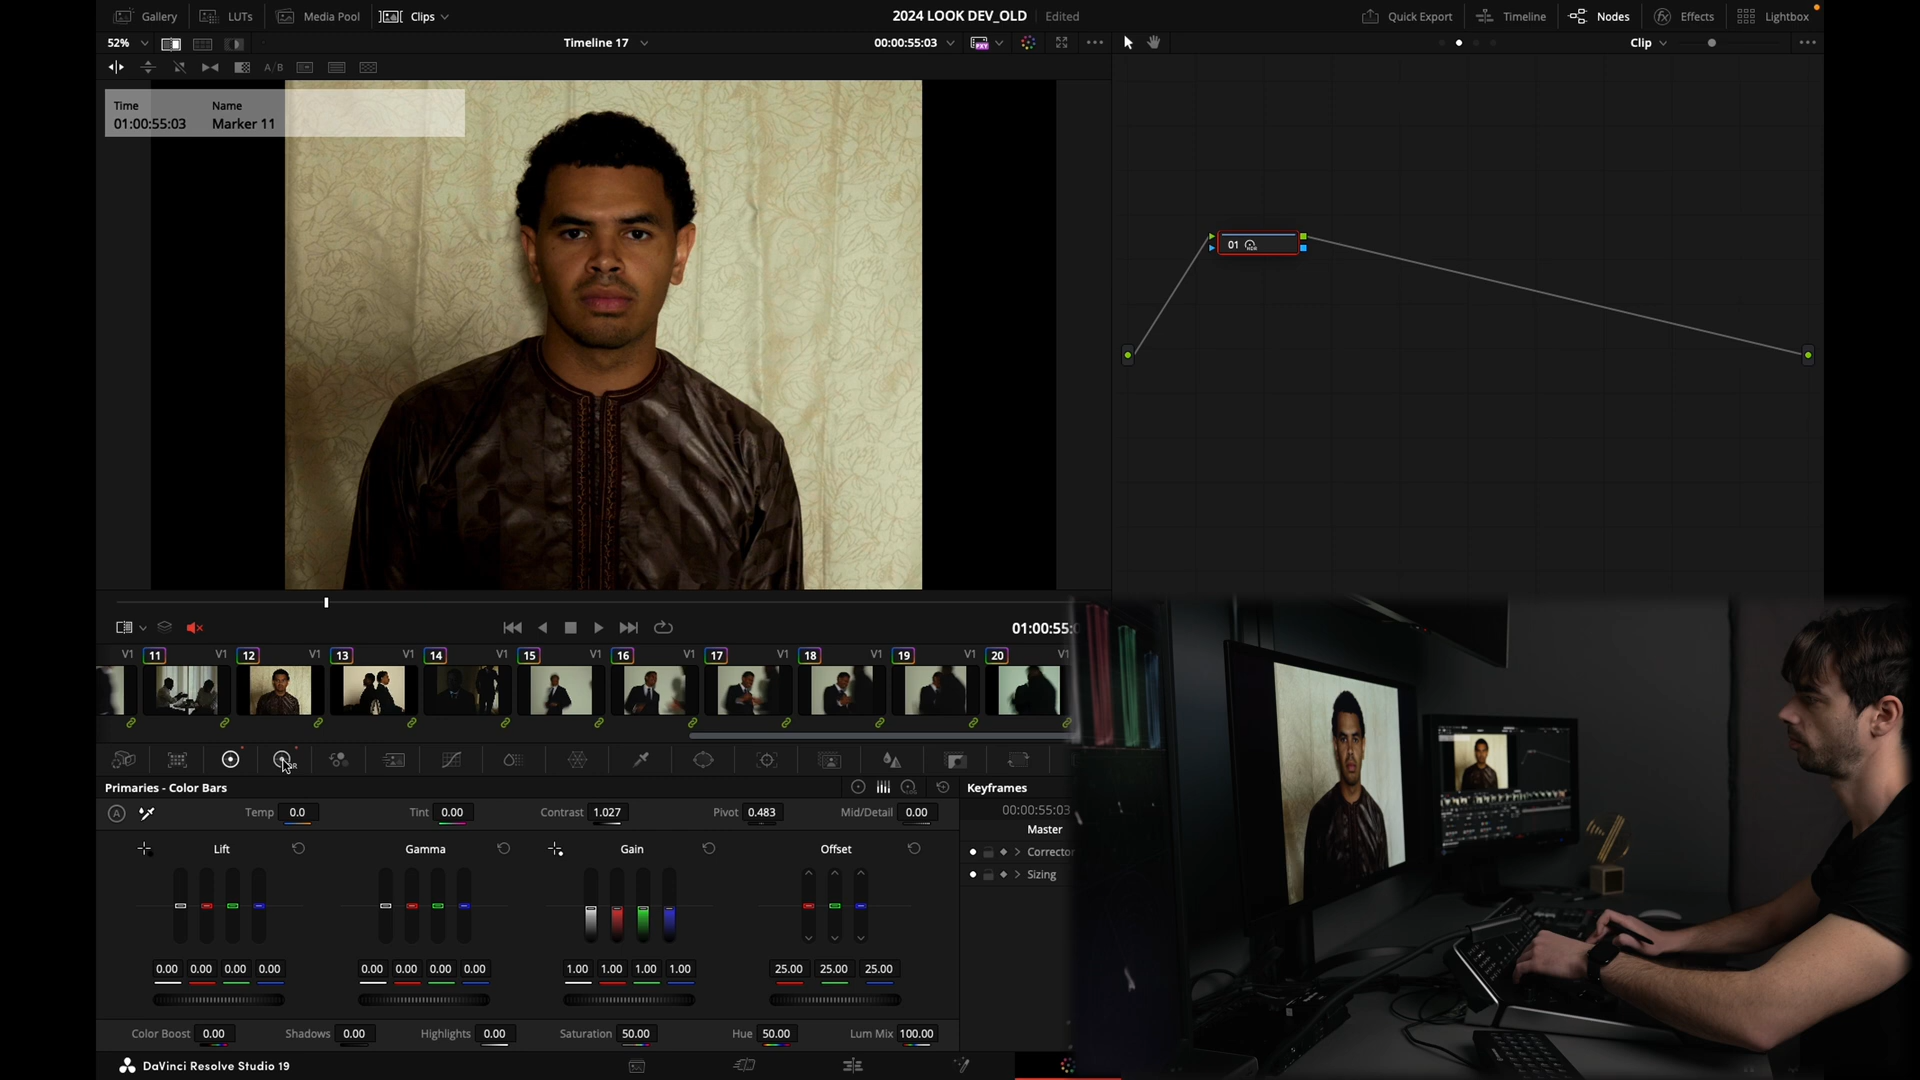 Gallery LUTs Media Pool Clips 2024 LOOK DEV_OLD Edited Quick Export Timeline Nodes Effects Lightbox
52% Timeline 17 00:00:55:03 Clip
A/B
Time Name
01:00:55:03 Marker 11
01
01:00:55:0
V1 11 V1 12 V1 13 V1 14 V1 15 V1 16 V1 17 V1 18 V1 19 V1 20
Primaries - Color Bars Keyframes
A Temp 0.0 Tint 0.00 Contrast 1.027 Pivot 0.483 Mid/Detail 0.00 00:00:55:03
Master
Lift Gamma Gain Offset Corrector
Sizing
0.00 0.00 0.00 0.00 0.00 0.00 0.00 0.00 1.00 1.00 1.00 1.00 25.00 25.00 25.00
Color Boost 0.00 Shadows 0.00 Highlights 0.00 Saturation 50.00 Hue 50.00 Lum Mix 100.00
DaVinci Resolve Studio 19